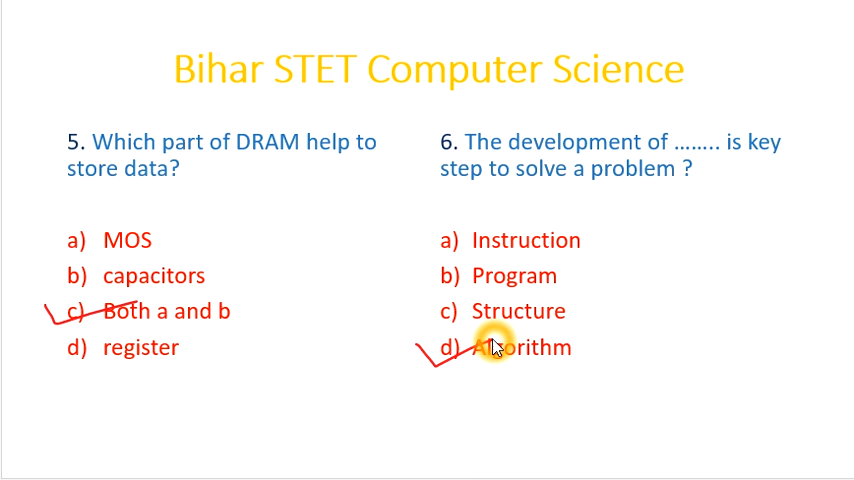 Bihar STET Computer Science
5. Which part of DRAM help to
store data?
a) MOS
b) capacitors
c) Both a and b
d) register
6. The development of …….. is key
step to solve a problem ?
a) Instruction
b) Program
c) Structure
d) Algorithm